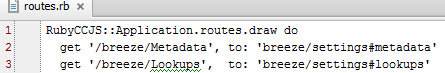 routes.rb ×
1 RubyCCJS::Application.routes.draw do
2 get '/breeze/Metadata', to: 'breeze/settings#metadata'
3 get '/breeze/Lookups', to: 'breeze/settings#lookups'